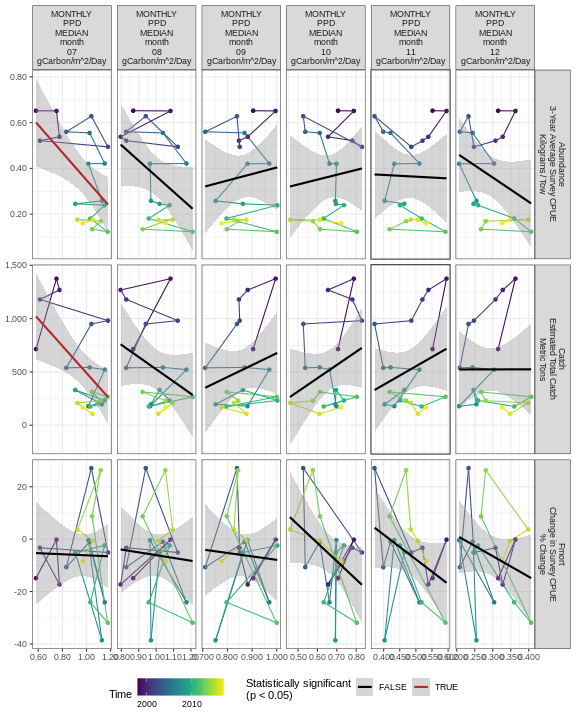 MONTHLY
PPD
MEDIAN
month
07
gCarbon/m^2/Day
MONTHLY
PPD
MEDIAN
month
08
gCarbon/m^2/Day
MONTHLY
PPD
MEDIAN
month
09
gCarbon/m^2/Day
MONTHLY
PPD
MEDIAN
month
10
gCarbon/m^2/Day
MONTHLY
PPD
MEDIAN
month
11
gCarbon/m^2/Day
MONTHLY
PPD
MEDIAN
month
12
gCarbon/m^2/Day
0.80
0.60
0.40
0.20
Abundance
3-Year Average Survey CPUE
Kilograms / Tow
1,500
1,000
500
0
Catch
Estimated Total Catch
Metric Tons
20
0
-20
-40
Fmort
Change in Survey CPUE
% Change
0.60 0.80 1.00
0.900 1.00
0.800 0.900 1.000
0.50 0.60 0.70 0.80
0.400 0.450 0.500
0.250 0.300 0.350 0.400
Time
2000 2010
Statistically significant
(p < 0.05)
FALSE
TRUE